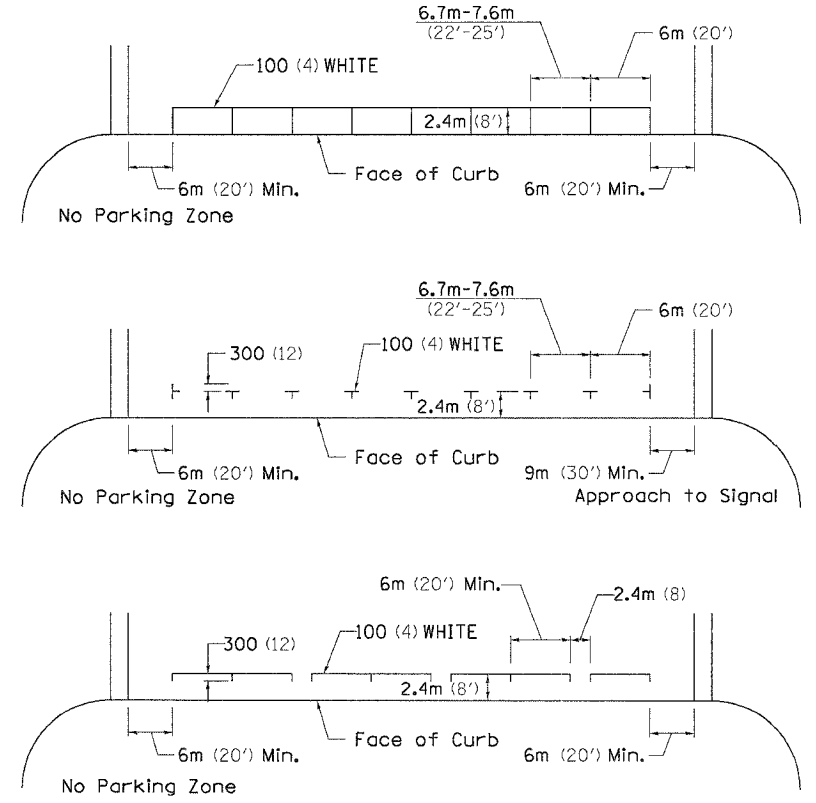 6.7m-7.6m
(22'-25')
6m (20')
100 (4) WHITE
2.4m (8')
Face of Curb
6m (20') Min.
6m (20') Min.
No Parking Zone
6.7m-7.6m
(22'-25')
6m (20')
300 (12)
100 (4) WHITE
2.4m (8')
Face of Curb
6m (20') Min.
9m (30') Min.
No Parking Zone
Approach to Signal
6m (20') Min.
2.4m (8)
300 (12)
100 (4) WHITE
2.4m (8')
Face of Curb
6m (20') Min.
6m (20') Min.
No Parking Zone